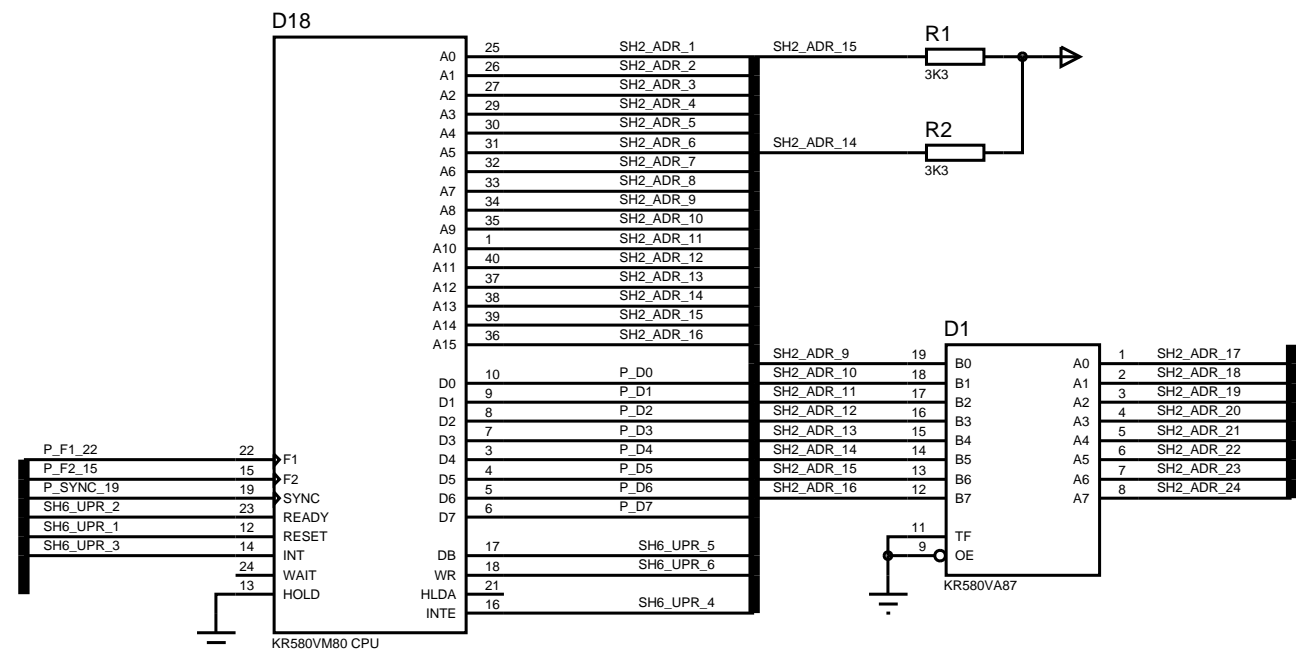 D18
A0 25 SH2_ADR_1
A1 26 SH2_ADR_2
A2 27 SH2_ADR_3
A3 29 SH2_ADR_4
A4 30 SH2_ADR_5
A5 31 SH2_ADR_6
A6 32 SH2_ADR_7
A7 33 SH2_ADR_8
A8 34 SH2_ADR_9
A9 35 SH2_ADR_10
A10 1 SH2_ADR_11
A11 40 SH2_ADR_12
A12 37 SH2_ADR_13
A13 38 SH2_ADR_14
A14 39 SH2_ADR_15
A15 36 SH2_ADR_16
D0 10 P_D0
D1 9 P_D1
D2 8 P_D2
D3 7 P_D3
D4 3 P_D4
D5 4 P_D5
D6 5 P_D6
D7 6 P_D7
DB 17 SH6_UPR_5
WR 18 SH6_UPR_6
HLDA 21
INTE 16 SH6_UPR_4
P_F1_22 22 F1
P_F2_15 15 F2
P_SYNC_19 19 SYNC
SH6_UPR_2 23 READY
SH6_UPR_1 12 RESET
SH6_UPR_3 14 INT
24 WAIT
13 HOLD
KR580VM80 CPU
SH2_ADR_15
R1
3K3
SH2_ADR_14
R2
3K3
D1
SH2_ADR_9 19 B0 A0 1 SH2_ADR_17
SH2_ADR_10 18 B1 A1 2 SH2_ADR_18
SH2_ADR_11 17 B2 A2 3 SH2_ADR_19
SH2_ADR_12 16 B3 A3 4 SH2_ADR_20
SH2_ADR_13 15 B4 A4 5 SH2_ADR_21
SH2_ADR_14 14 B5 A5 6 SH2_ADR_22
SH2_ADR_15 13 B6 A6 7 SH2_ADR_23
SH2_ADR_16 12 B7 A7 8 SH2_ADR_24
11 TF
9 OE
KR580VA87